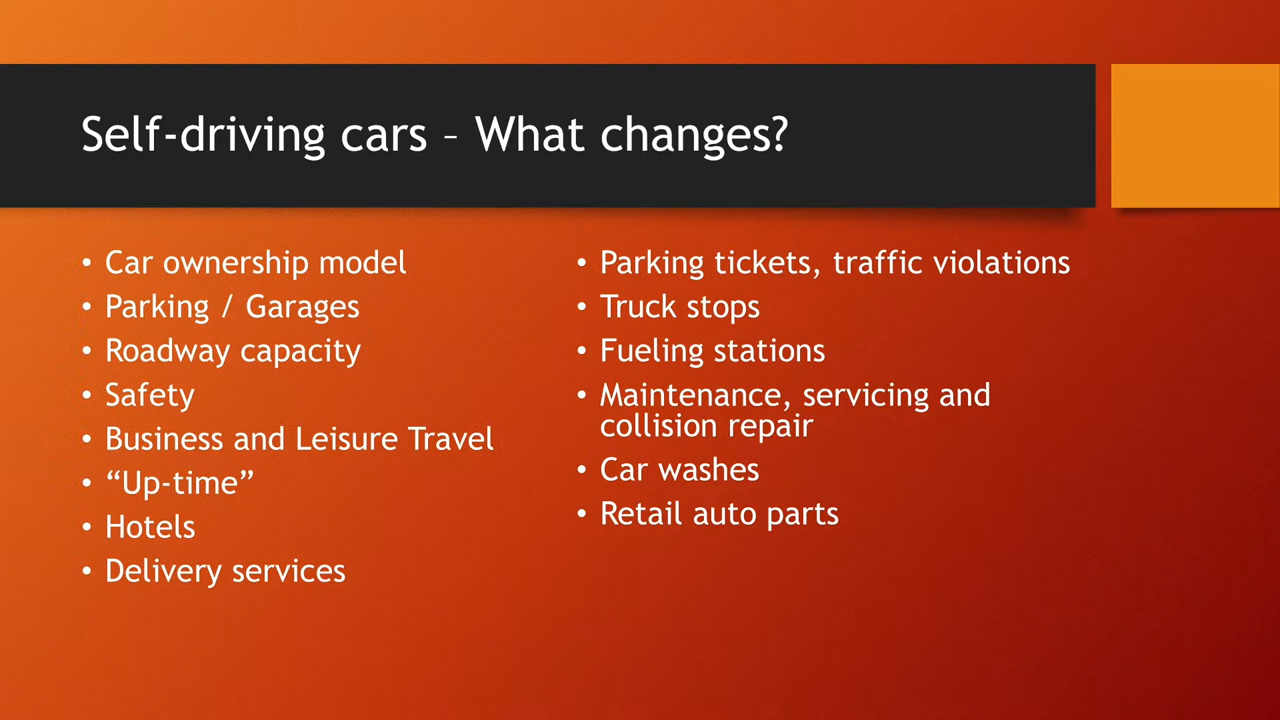 Self-driving cars – What changes?
• Car ownership model
• Parking / Garages
• Roadway capacity
• Safety
• Business and Leisure Travel
• “Up-time”
• Hotels
• Delivery services
• Parking tickets, traffic violations
• Truck stops
• Fueling stations
• Maintenance, servicing and
collision repair
• Car washes
• Retail auto parts